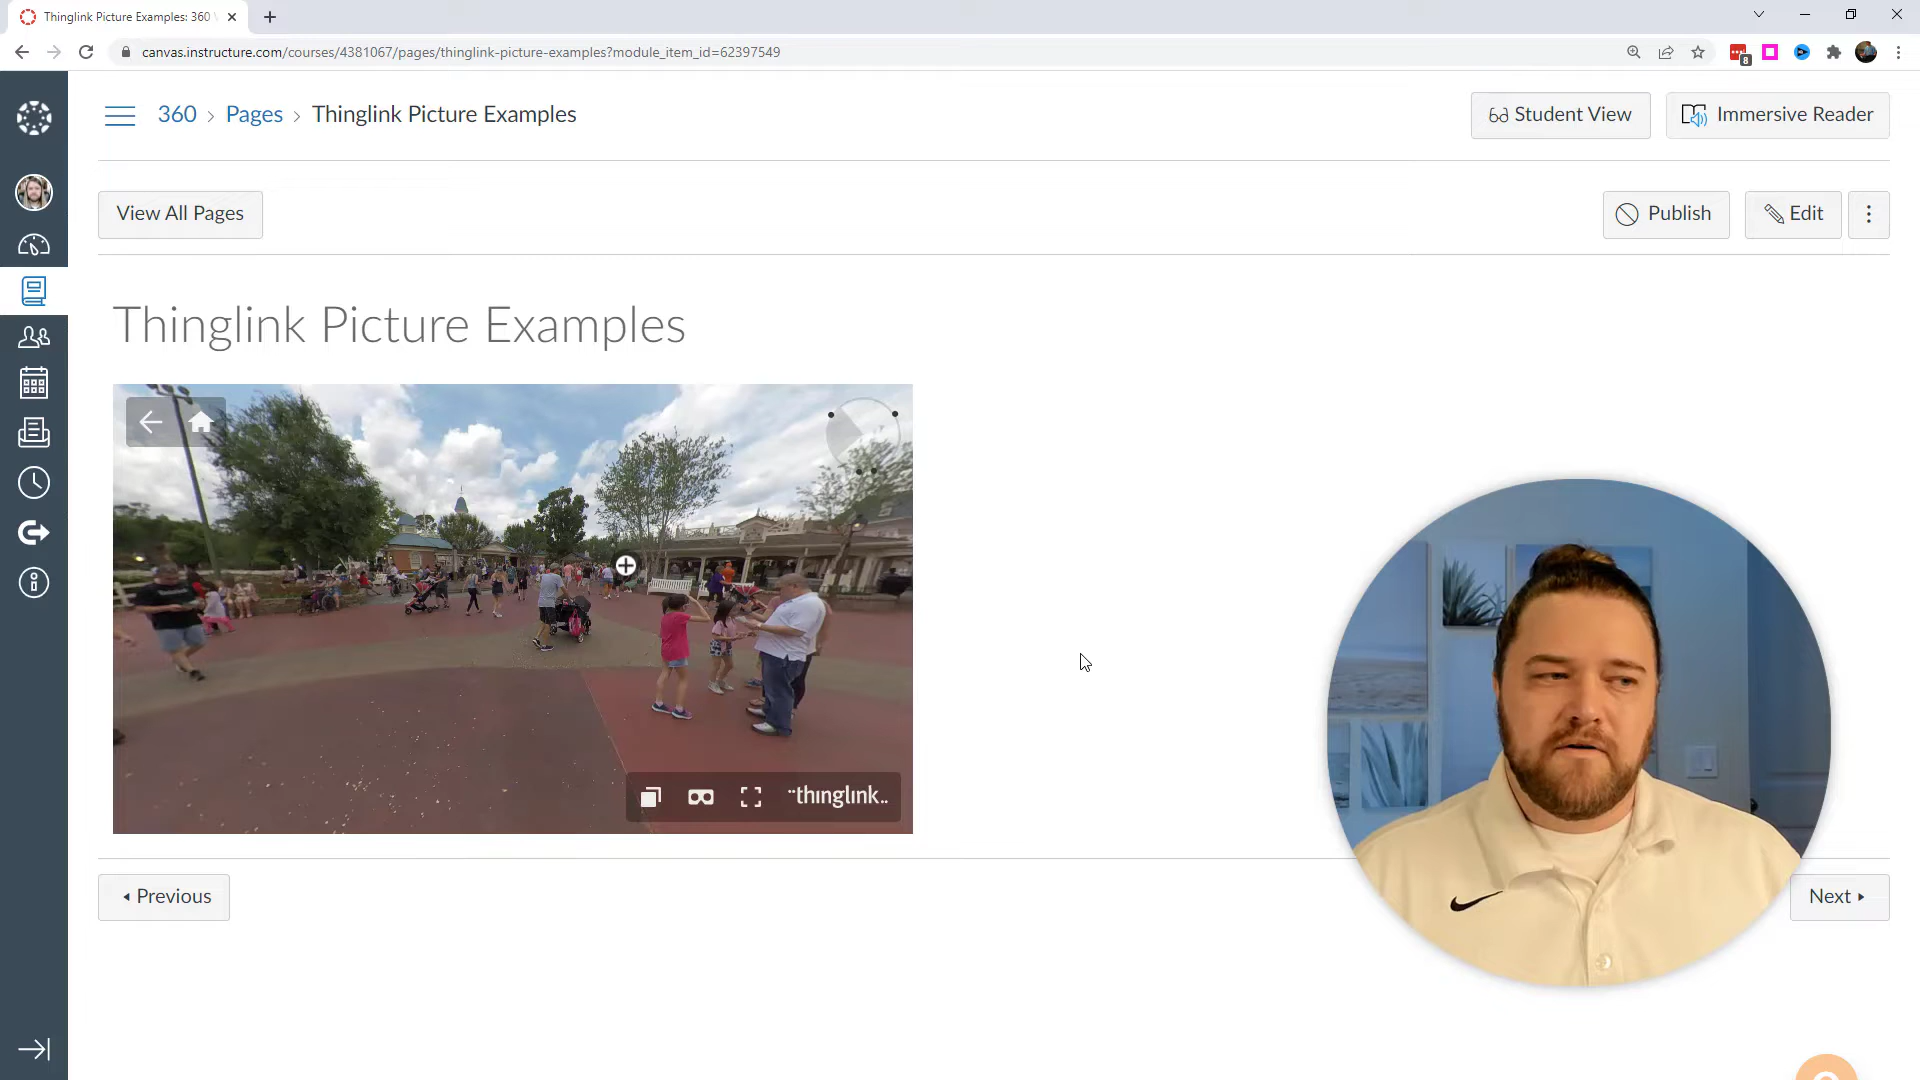 Thinglink Picture Examples: 360
canvas.instructure.com/courses/4381067/pages/thinglink-picture-examples?module_item_id=62397549
8
360 › Pages › Thinglink Picture Examples
Student View
Immersive Reader
View All Pages
Publish
Edit
Thinglink Picture Examples
¨thinglink..
Previous
Next